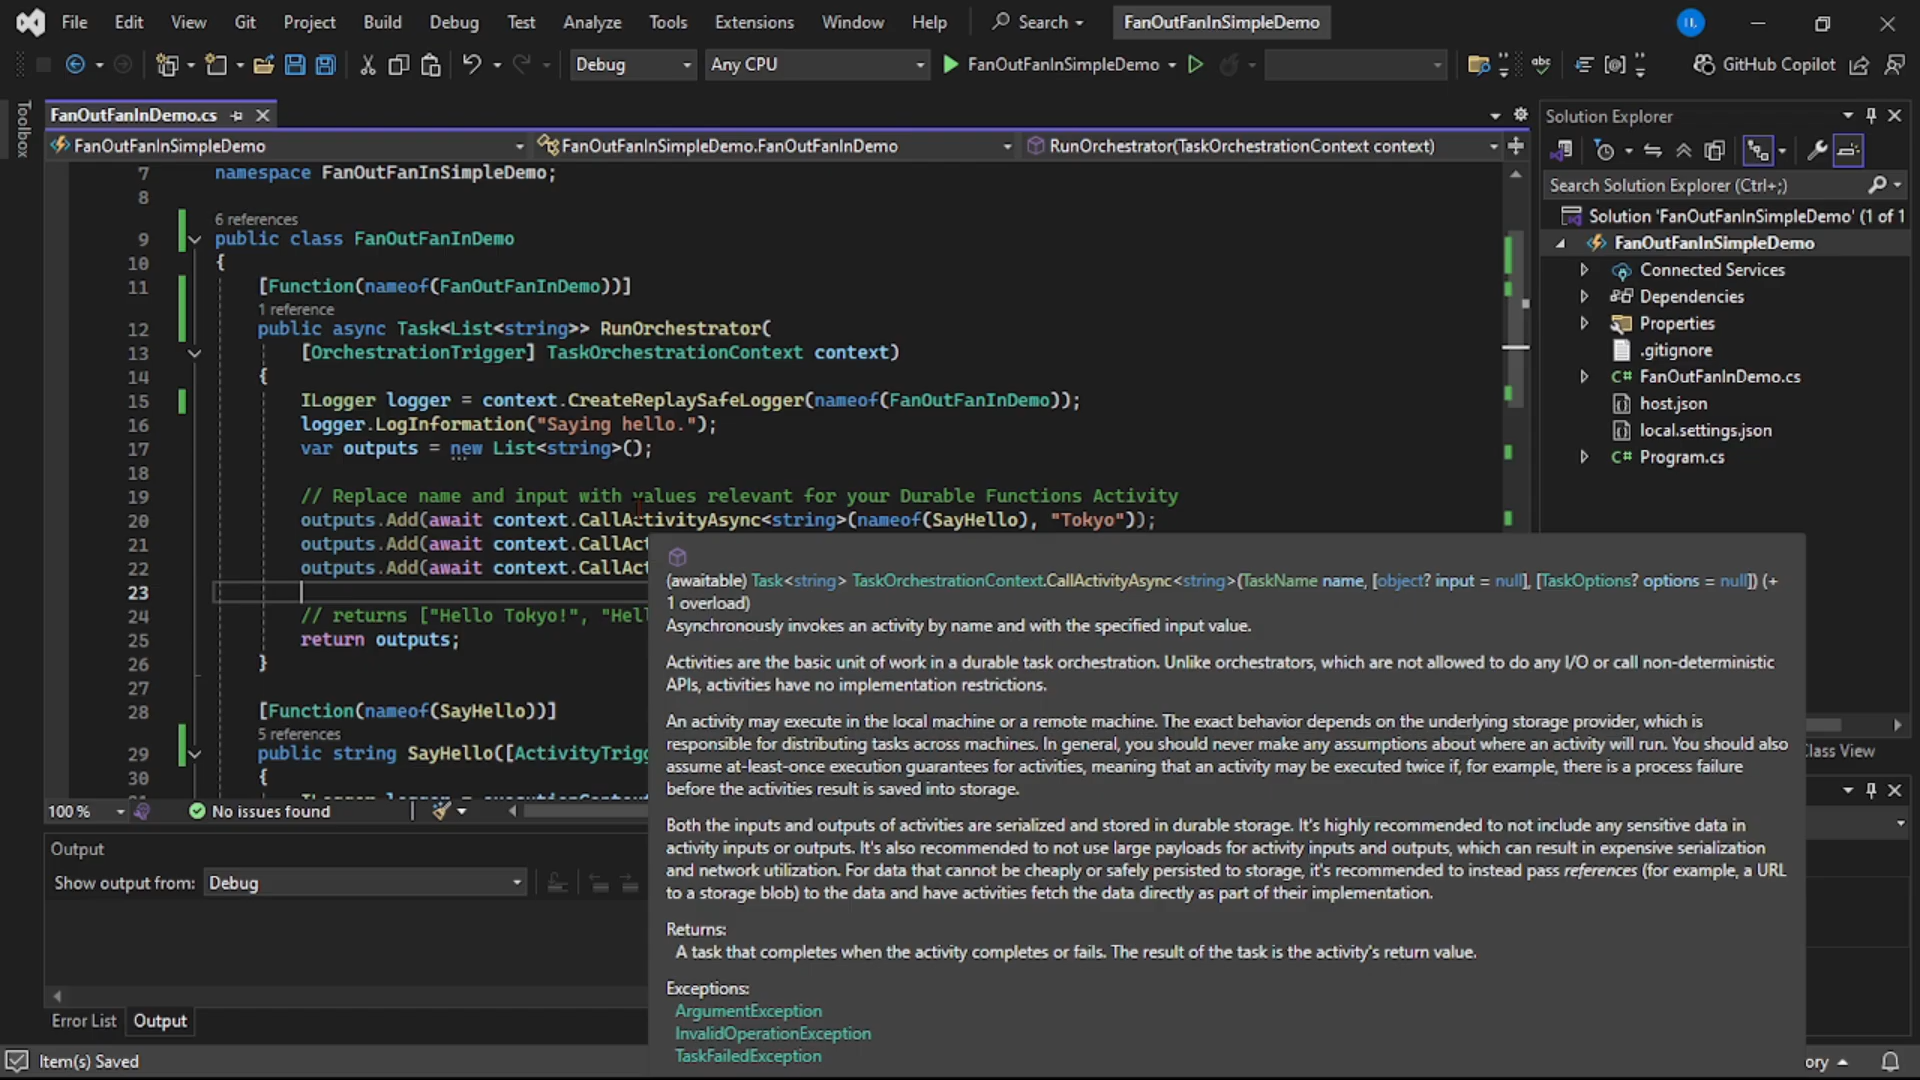 File Edit View Git Project Build Debug Test Analyze Tools Extensions Window Help Search FanOutFanInSimpleDemo
Debug Any CPU FanOutFanInSimpleDemo GitHub Copilot
Toolbox
FanOutFanInDemo.cs
FanOutFanInSimpleDemo FanOutFanInSimpleDemo.FanOutFanInDemo RunOrchestrator(TaskOrchestrationContext context)
7 namespace FanOutFanInSimpleDemo;
8
6 references
9 public class FanOutFanInDemo
10 {
11 [Function(nameof(FanOutFanInDemo))]
1 reference
12 public async Task<List<string>> RunOrchestrator(
13 [OrchestrationTrigger] TaskOrchestrationContext context)
14 {
15 ILogger logger = context.CreateReplaySafeLogger(nameof(FanOutFanInDemo));
16 logger.LogInformation("Saying hello.");
17 var outputs = new List<string>();
18
19 // Replace name and input with values relevant for your Durable Functions Activity
20 outputs.Add(await context.CallActivityAsync<string>(nameof(SayHello), "Tokyo"));
21 outputs.Add(await context.CallAct
22 outputs.Add(await context.CallAct
23
24 // returns ["Hello Tokyo!", "Hell
25 return outputs;
26 }
27
28 [Function(nameof(SayHello))]
5 references
29 public string SayHello([ActivityTrigg
30 {
(awaitable) Task<string> TaskOrchestrationContext.CallActivityAsync<string>(TaskName name, [object? input = null], [TaskOptions? options = null]) (+
1 overload)
Asynchronously invokes an activity by name and with the specified input value.
Activities are the basic unit of work in a durable task orchestration. Unlike orchestrators, which are not allowed to do any I/O or call non-deterministic
APIs, activities have no implementation restrictions.
An activity may execute in the local machine or a remote machine. The exact behavior depends on the underlying storage provider, which is
responsible for distributing tasks across machines. In general, you should never make any assumptions about where an activity will run. You should also
assume at-least-once execution guarantees for activities, meaning that an activity may be executed twice if, for example, there is a process failure
before the activities result is saved into storage.
Both the inputs and outputs of activities are serialized and stored in durable storage. It's highly recommended to not include any sensitive data in
activity inputs or outputs. It's also recommended to not use large payloads for activity inputs and outputs, which can result in expensive serialization
and network utilization. For data that cannot be cheaply or safely persisted to storage, it's recommended to instead pass references (for example, a URL
to a storage blob) to the data and have activities fetch the data directly as part of their implementation.
Returns:
A task that completes when the activity completes or fails. The result of the task is the activity's return value.
Exceptions:
ArgumentException
InvalidOperationException
TaskFailedException
100 % No issues found
Output
Show output from: Debug
Error List Output
Item(s) Saved
Solution Explorer
Search Solution Explorer (Ctrl+;)
Solution 'FanOutFanInSimpleDemo' (1 of 1
FanOutFanInSimpleDemo
Connected Services
Dependencies
Properties
.gitignore
C# FanOutFanInDemo.cs
host.json
local.settings.json
C# Program.cs
Class View
ory